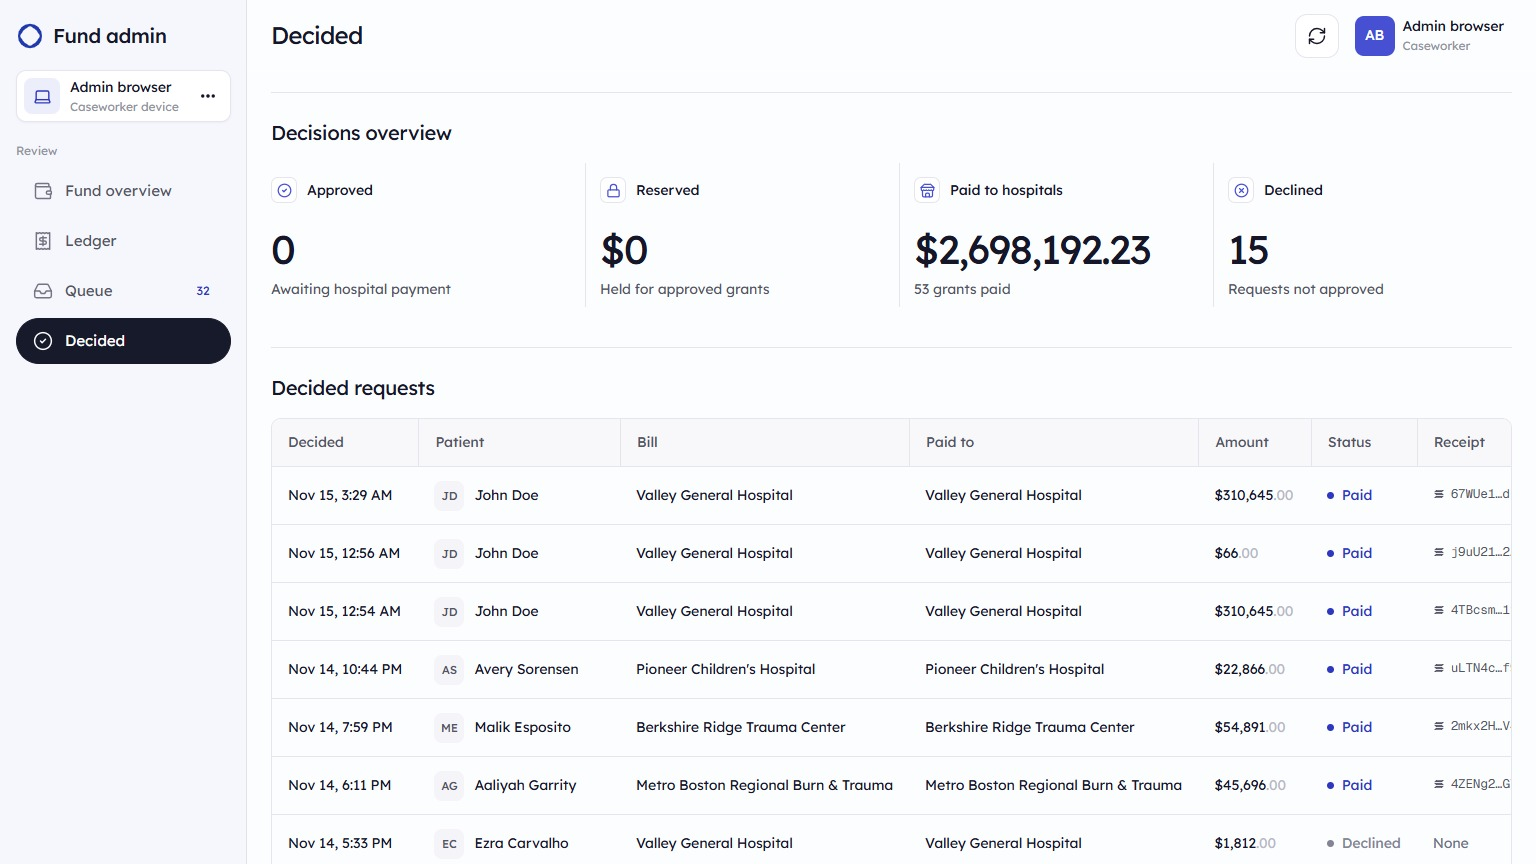 Fund admin
Admin browser
Caseworker device
Review
Fund overview
Ledger
Queue 32
Decided
Decided
AB Admin browser
Caseworker
Decisions overview
Approved
0
Awaiting hospital payment
Reserved
$0
Held for approved grants
Paid to hospitals
$2,698,192.23
53 grants paid
Declined
15
Requests not approved
Decided requests
Decided Patient Bill Paid to Amount Status Receipt
Nov 15, 3:29 AM JD John Doe Valley General Hospital Valley General Hospital $310,645.00 Paid 67WUe1…d
Nov 15, 12:56 AM JD John Doe Valley General Hospital Valley General Hospital $66.00 Paid j9uU21…2
Nov 15, 12:54 AM JD John Doe Valley General Hospital Valley General Hospital $310,645.00 Paid 4TBcsm…1
Nov 14, 10:44 PM AS Avery Sorensen Pioneer Children's Hospital Pioneer Children's Hospital $22,866.00 Paid uLTN4c…f
Nov 14, 7:59 PM ME Malik Esposito Berkshire Ridge Trauma Center Berkshire Ridge Trauma Center $54,891.00 Paid 2mkx2H…V
Nov 14, 6:11 PM AG Aaliyah Garrity Metro Boston Regional Burn & Trauma Metro Boston Regional Burn & Trauma $45,696.00 Paid 4ZENg2…G
Nov 14, 5:33 PM EC Ezra Carvalho Valley General Hospital Valley General Hospital $1,812.00 Declined None